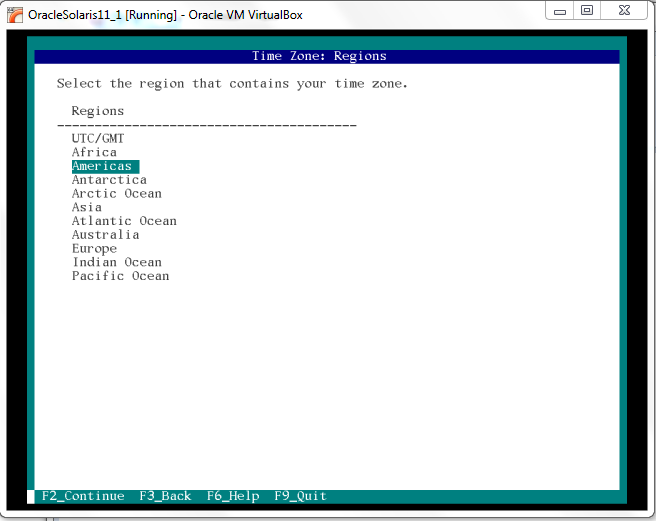 OracleSolaris11_1 [Running] - Oracle VM VirtualBox
Time Zone: Regions
Select the region that contains your time zone.
Regions
----------------------------------------
UTC/GMT
Africa
Americas
Antarctica
Arctic Ocean
Asia
Atlantic Ocean
Australia
Europe
Indian Ocean
Pacific Ocean
F2_Continue F3_Back F6_Help F9_Quit